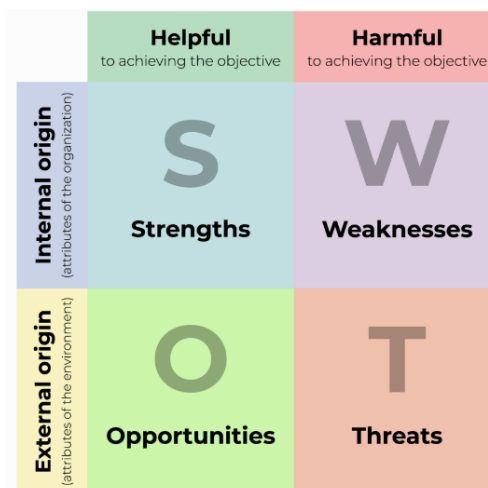 Helpful
to achieving the objective
Harmful
to achieving the objective
Internal origin
(attributes of the organization)
S
Strengths
W
Weaknesses
External origin
(attributes of the environment)
O
Opportunities
T
Threats